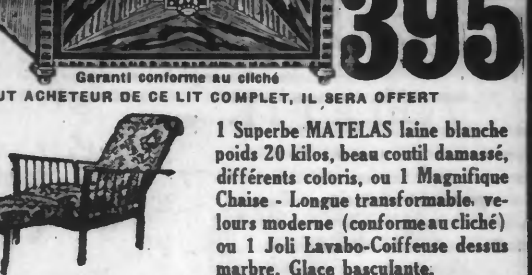 395
Garanti conforme au cliché
UT ACHETEUR DE CE LIT COMPLET, IL SERA OFFERT
1 Superbe MATELAS laine blanche
poids 20 kilos, beau coutil damassé,
différents coloris, ou 1 Magnifique
Chaise - Longue transformable, ve-
lours moderne (conforme au cliché)
ou 1 Joli Lavabo-Coiffeuse dessus
marbre, Glace basculante.